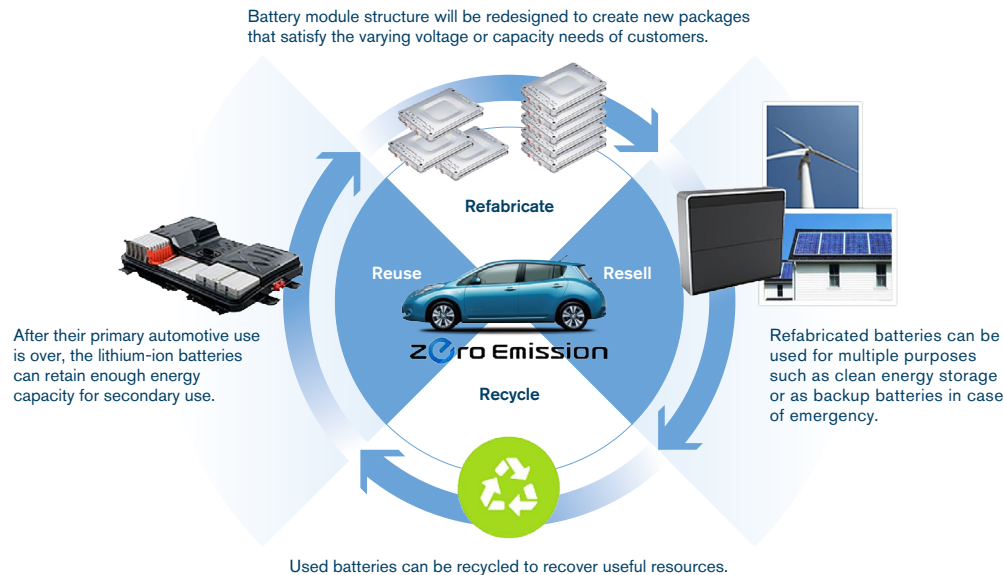 Battery module structure will be redesigned to create new packages
that satisfy the varying voltage or capacity needs of customers.
Refabricate
Reuse
Resell
Zero Emission
After their primary automotive use
is over, the lithium-ion batteries
can retain enough energy
capacity for secondary use.
Refabricated batteries can be
used for multiple purposes
such as clean energy storage
or as backup batteries in case
of emergency.
Recycle
Used batteries can be recycled to recover useful resources.